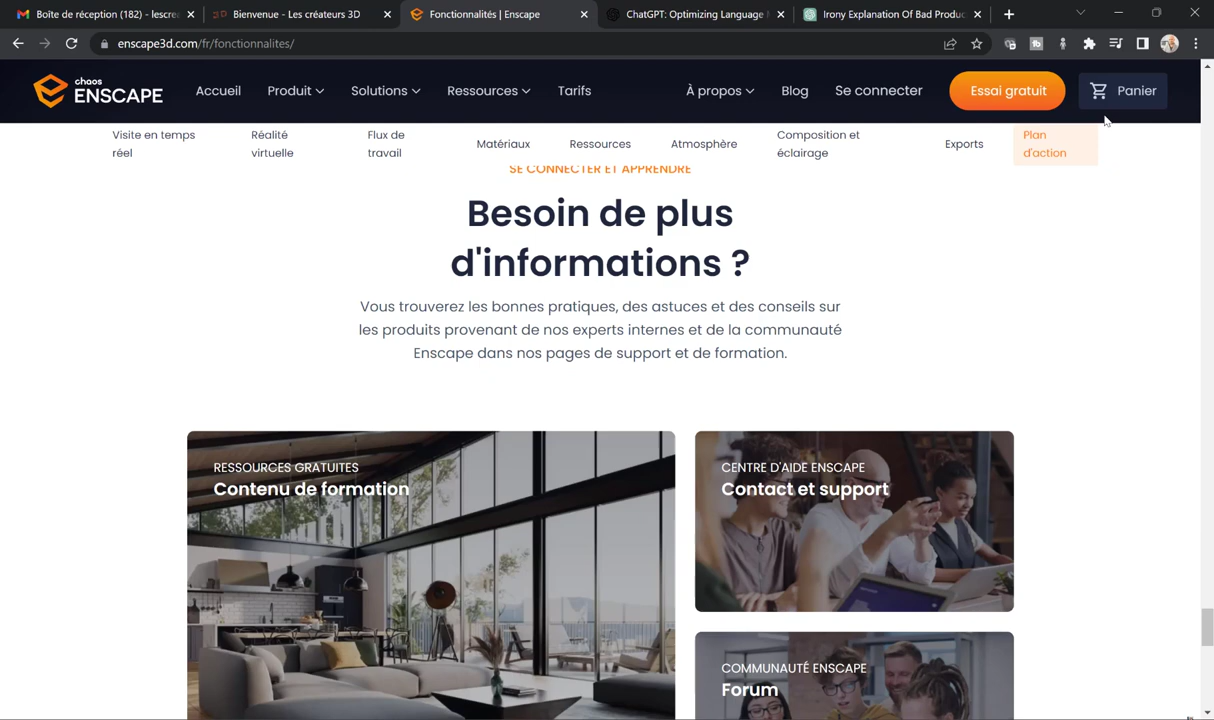 Boîte de réception (182) - lescrea
Bienvenue - Les créateurs 3D
Fonctionnalités | Enscape
ChatGPT: Optimizing Language
Irony Explanation Of Bad Produc
enscape3d.com/fr/fonctionnalites/
chaos
ENSCAPE
Accueil
Produit
Solutions
Ressources
Tarifs
À propos
Blog
Se connecter
Essai gratuit
Panier
Visite en temps
réel
Réalité
virtuelle
Flux de
travail
Matériaux
Ressources
Atmosphère
Composition et
éclairage
Exports
Plan
d'action
SE CONNECTER ET APPRENDRE
Besoin de plus
d'informations ?
Vous trouverez les bonnes pratiques, des astuces et des conseils sur
les produits provenant de nos experts internes et de la communauté
Enscape dans nos pages de support et de formation.
RESSOURCES GRATUITES
Contenu de formation
CENTRE D'AIDE ENSCAPE
Contact et support
COMMUNAUTÉ ENSCAPE
Forum